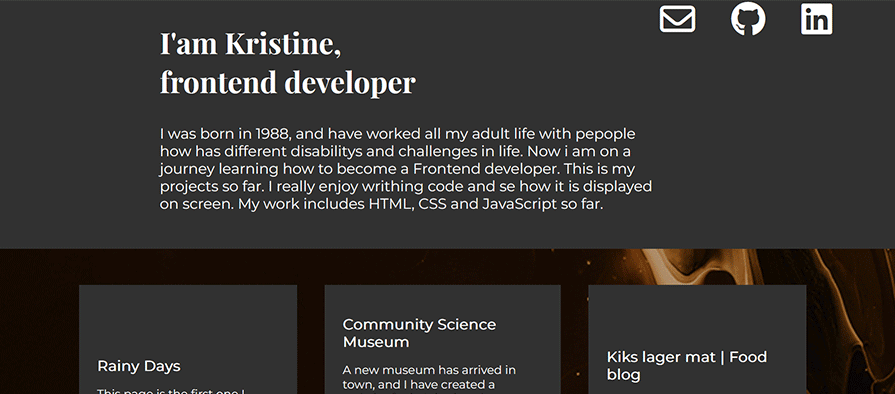 I'am Kristine,
frontend developer
I was born in 1988, and have worked all my adult life with pepople
how has different disabilitys and challenges in life. Now i am on a
journey learning how to become a Frontend developer. This is my
projects so far. I really enjoy writhing code and se how it is displayed
on screen. My work includes HTML, CSS and JavaScript so far.
Rainy Days
This page is the first one I
Community Science
Museum
A new museum has arrived in
town, and I have created a
Kiks lager mat | Food
blog